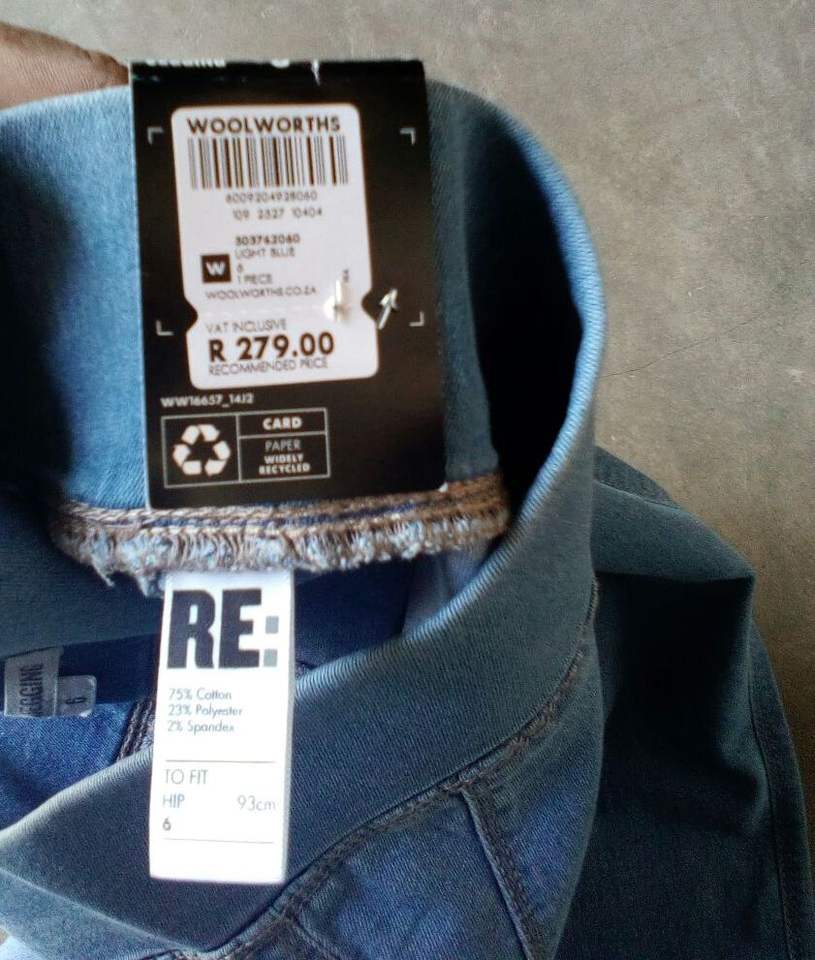 WOOLWORTHS
6009204928060
109 2327 10404
503762060
LIGHT BLUE
W
6
1 PIECE
WOOLWORTHS.CO.ZA
VAT INCLUSIVE
R 279.00
RECOMMENDED PRICE
WW16657_14J2
CARD
PAPER
WIDELY
RECYCLED
RE:
75% Cotton
23% Polyester
2% Spandex
TO FIT
HIP 93cm
6
6